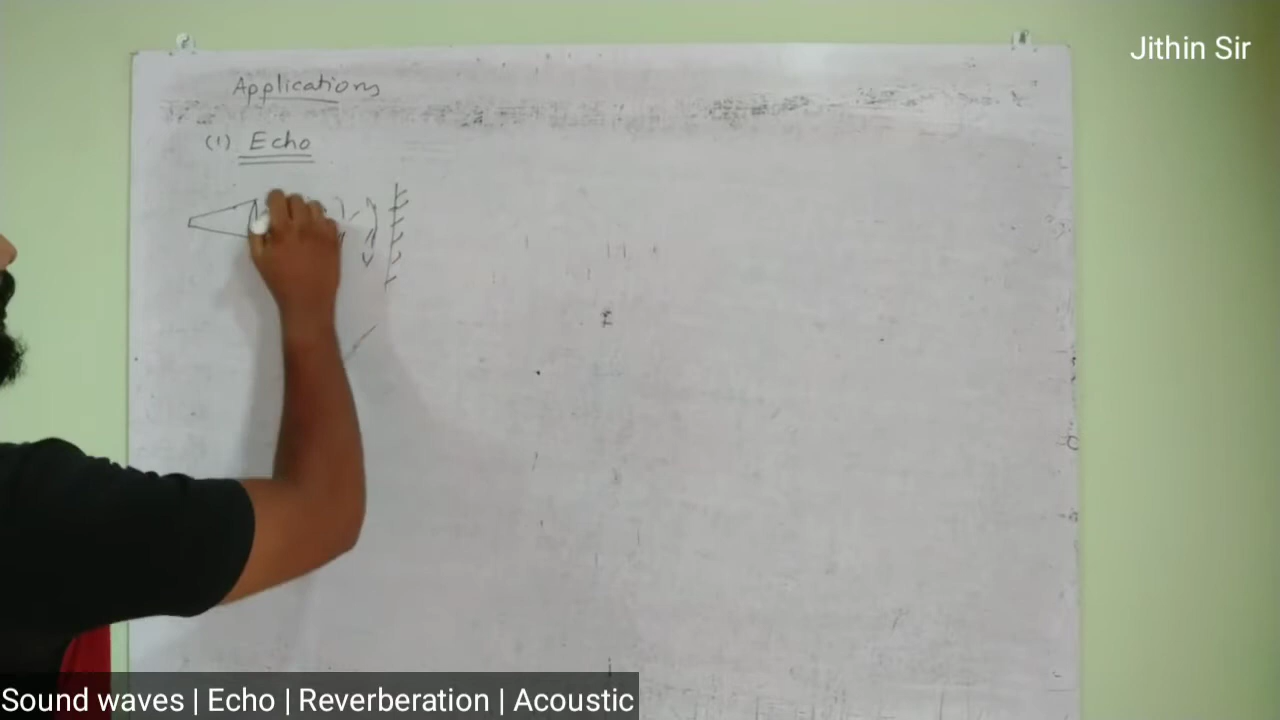 Jithin Sir
Applications
(1) Echo
Sound waves | Echo | Reverberation | Acoustic